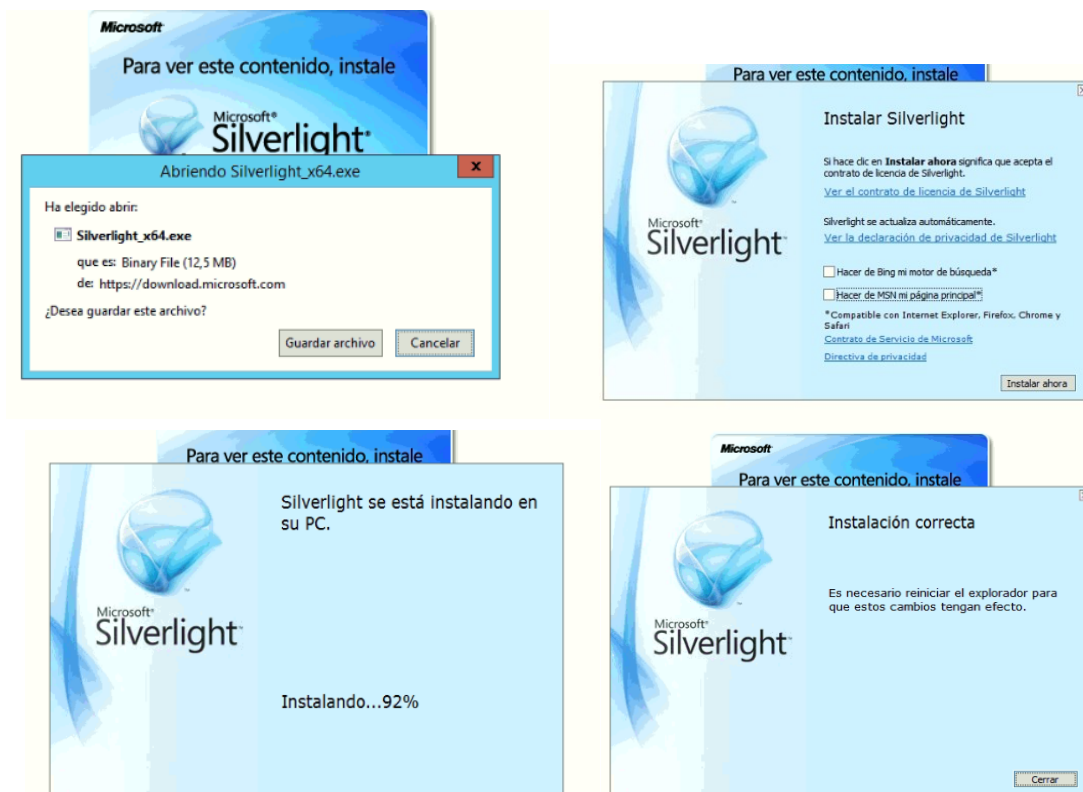 Microsoft
Para ver este contenido, instale
Microsoft®
Silverlight™
Abriendo Silverlight_x64.exe
x
Ha elegido abrir:
Silverlight_x64.exe
que es: Binary File (12,5 MB)
de: https://download.microsoft.com
¿Desea guardar este archivo?
Guardar archivo
Cancelar
Para ver este contenido, instale
Microsoft®
Silverlight™
Instalar Silverlight
Si hace clic en Instalar ahora significa que acepta el
contrato de licencia de Silverlight.
Ver el contrato de licencia de Silverlight
Silverlight se actualiza automáticamente.
Ver la declaración de privacidad de Silverlight
Hacer de Bing mi motor de búsqueda*
Hacer de MSN mi página principal*
*Compatible con Internet Explorer, Firefox, Chrome y
Safari
Contrato de Servicio de Microsoft
Directiva de privacidad
Instalar ahora
Para ver este contenido, instale
Microsoft®
Silverlight™
Silverlight se está instalando en
su PC.
Instalando...92%
Microsoft
Para ver este contenido, instale
Microsoft®
Silverlight™
Instalación correcta
Es necesario reiniciar el explorador para
que estos cambios tengan efecto.
Cerrar